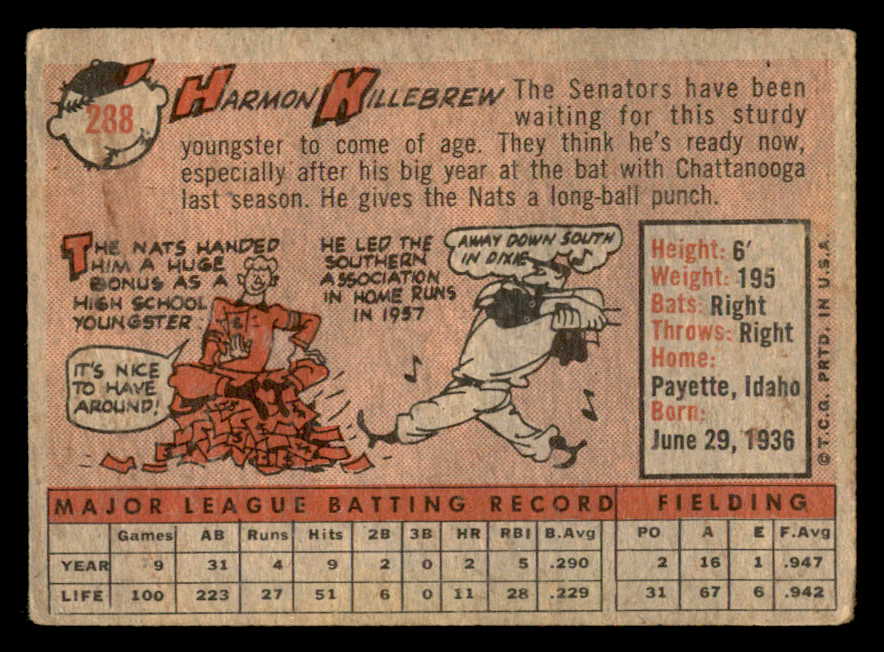 288
HARMON KILLEBREW
The Senators have been
waiting for this sturdy
youngster to come of age. They think he's ready now,
especially after his big year at the bat with Chattanooga
last season. He gives the Nats a long-ball punch.
THE NATS HANDED
HIM A HUGE
BONUS AS A
HIGH SCHOOL
YOUNGSTER.
IT'S NICE
TO HAVE
AROUND!
HE LED THE
SOUTHERN
ASSOCIATION
IN HOME RUNS
IN 1957
AWAY DOWN SOUTH
IN DIXIE
Height: 6'
Weight: 195
Bats: Right
Throws: Right
Home:
Payette, Idaho
Born:
June 29, 1936
©T.C.G. PRTD. IN U.S.A.
MAJOR LEAGUE BATTING RECORD FIELDING
Games AB Runs Hits 2B 3B HR RBI B.Avg PO A E F.Avg
YEAR 9 31 4 9 2 0 2 5 .290 2 16 1 .947
LIFE 100 223 27 51 6 0 11 28 .229 31 67 6 .942